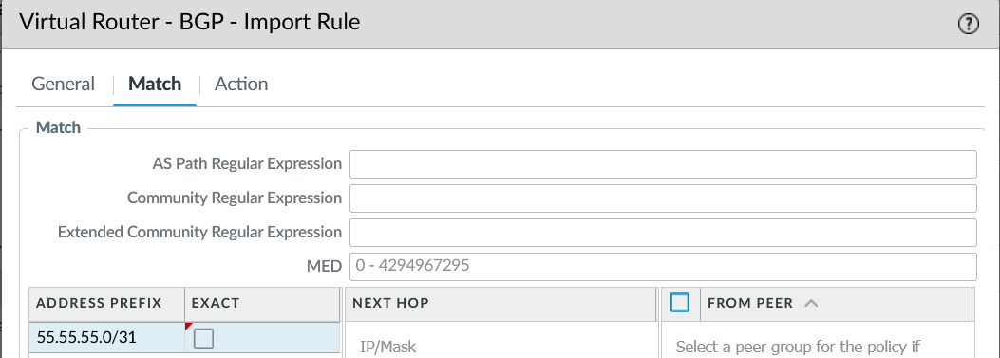 Virtual Router - BGP - Import Rule
?
General Match Action
Match
AS Path Regular Expression
Community Regular Expression
Extended Community Regular Expression
MED 0 - 4294967295
ADDRESS PREFIX EXACT NEXT HOP FROM PEER
55.55.55.0/31 IP/Mask Select a peer group for the policy if